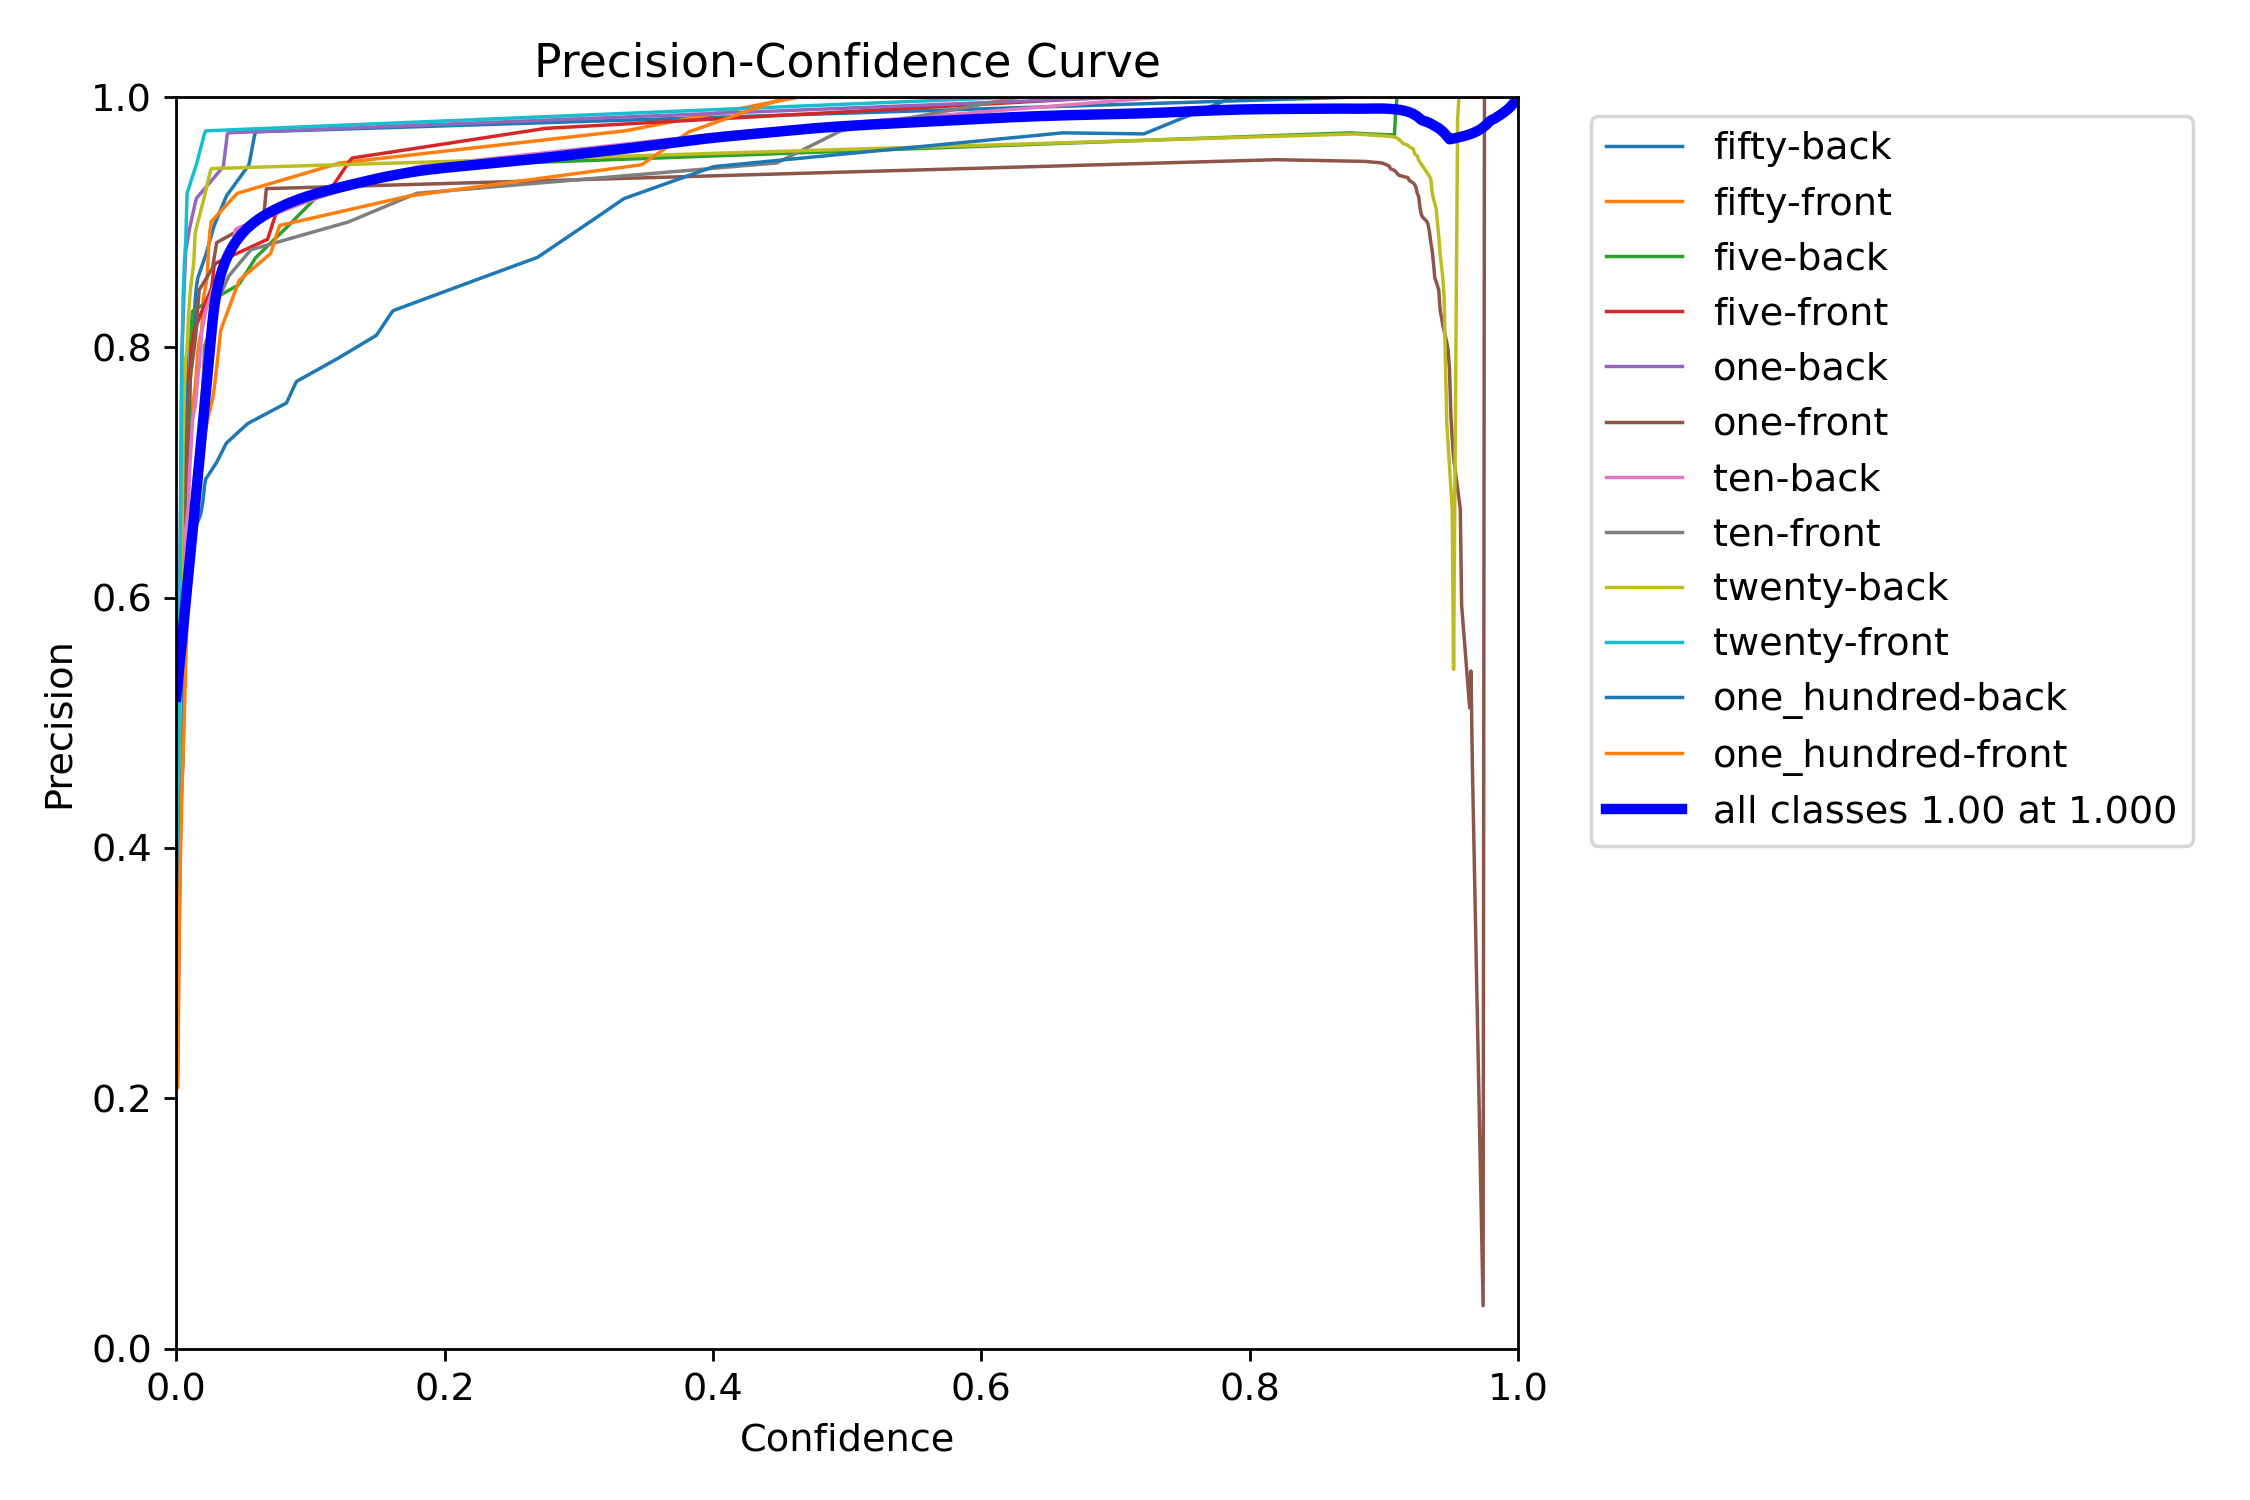 Precision-Confidence Curve
1.0
0.8
0.6
0.4
0.2
0.0
Precision
0.0 0.2 0.4 0.6 0.8 1.0
Confidence
fifty-back
fifty-front
five-back
five-front
one-back
one-front
ten-back
ten-front
twenty-back
twenty-front
one_hundred-back
one_hundred-front
all classes 1.00 at 1.000